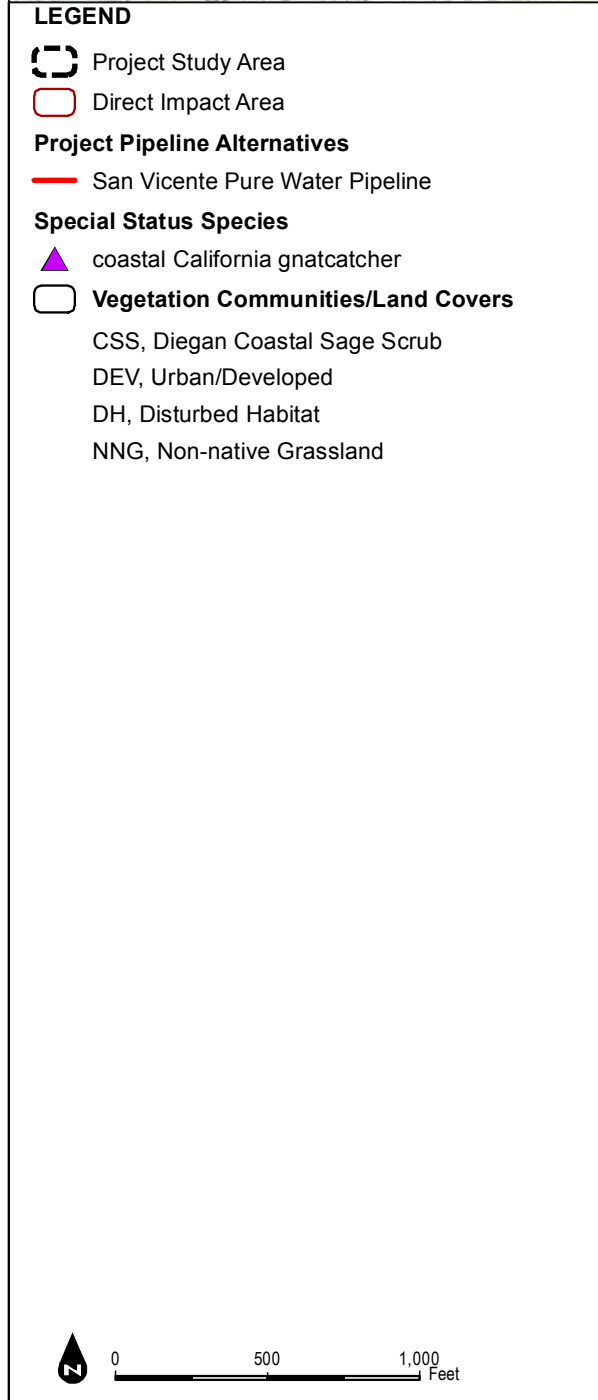 LEGEND
Project Study Area
Direct Impact Area
Project Pipeline Alternatives
San Vicente Pure Water Pipeline
Special Status Species
coastal California gnatcatcher
Vegetation Communities/Land Covers
CSS, Diegan Coastal Sage Scrub
DEV, Urban/Developed
DH, Disturbed Habitat
NNG, Non-native Grassland
N
0 500 1,000
Feet